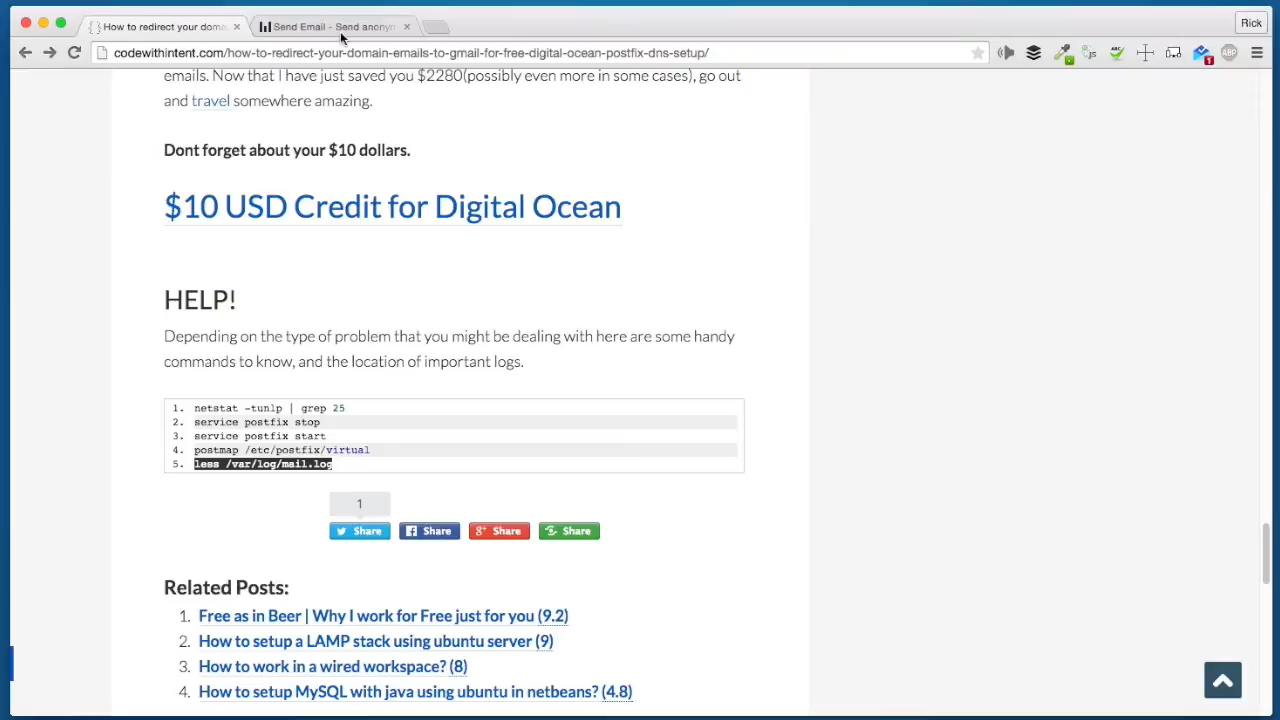 How to redirect your doma
Send Email - Send anony
Rick
codewithintent.com/how-to-redirect-your-domain-emails-to-gmail-for-free-digital-ocean-postfix-dns-setup/
js
ABP
1
emails. Now that I have just saved you $2280(possibly even more in some cases), go out
and travel somewhere amazing.
Dont forget about your $10 dollars.
$10 USD Credit for Digital Ocean
HELP!
Depending on the type of problem that you might be dealing with here are some handy
commands to know, and the location of important logs.
1. netstat -tunlp | grep 25
2. service postfix stop
3. service postfix start
4. postmap /etc/postfix/virtual
5. less /var/log/mail.log
1
Share
Share
Share
Share
Related Posts:
1. Free as in Beer | Why I work for Free just for you (9.2)
2. How to setup a LAMP stack using ubuntu server (9)
3. How to work in a wired workspace? (8)
4. How to setup MySQL with java using ubuntu in netbeans? (4.8)